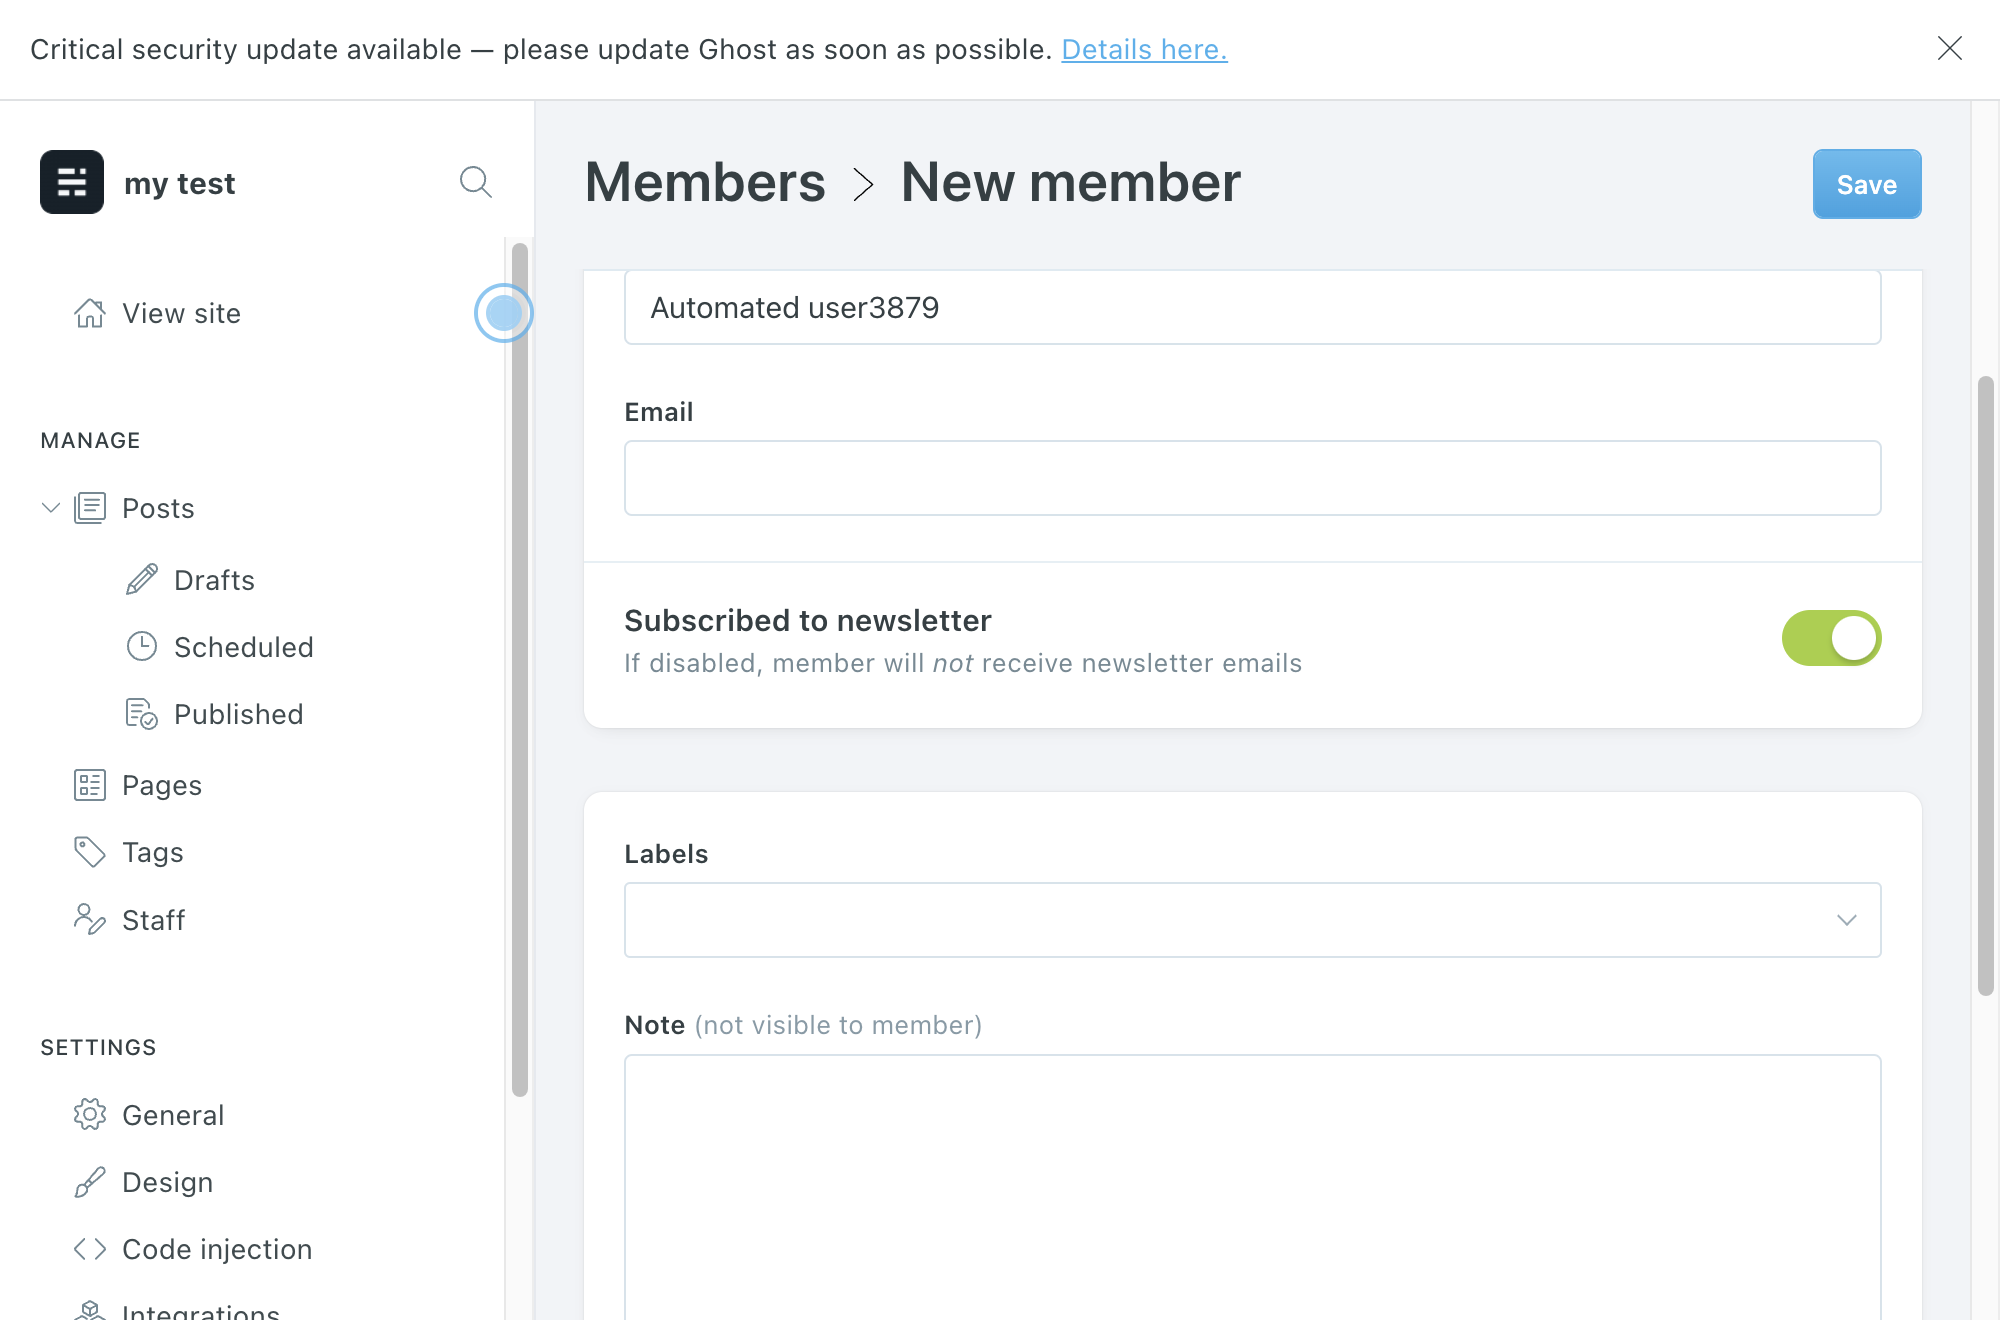 Critical security update available — please update Ghost as soon as possible. Details here.
my test
View site
MANAGE
Posts
Drafts
Scheduled
Published
Pages
Tags
Staff
SETTINGS
General
Design
Code injection
Integrations
Members > New member
Save
Automated user3879
Email
Subscribed to newsletter
If disabled, member will not receive newsletter emails
Labels
Note (not visible to member)